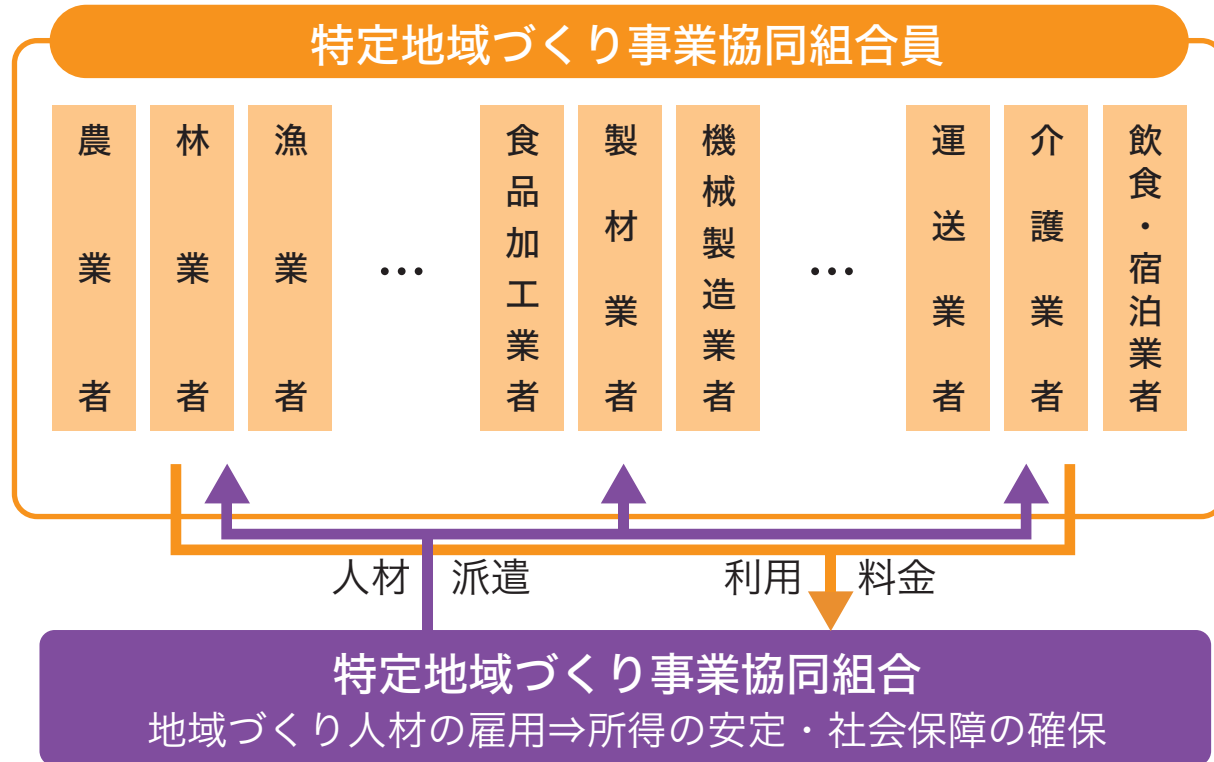 特定地域づくり事業協同組合員
農業者
林業者
漁業者
…
食品加工業者
製材業者
機械製造業者
…
運送業者
介護業者
飲食・宿泊業者
人材派遣
利用料金
特定地域づくり事業協同組合
地域づくり人材の雇用⇒所得の安定・社会保障の確保